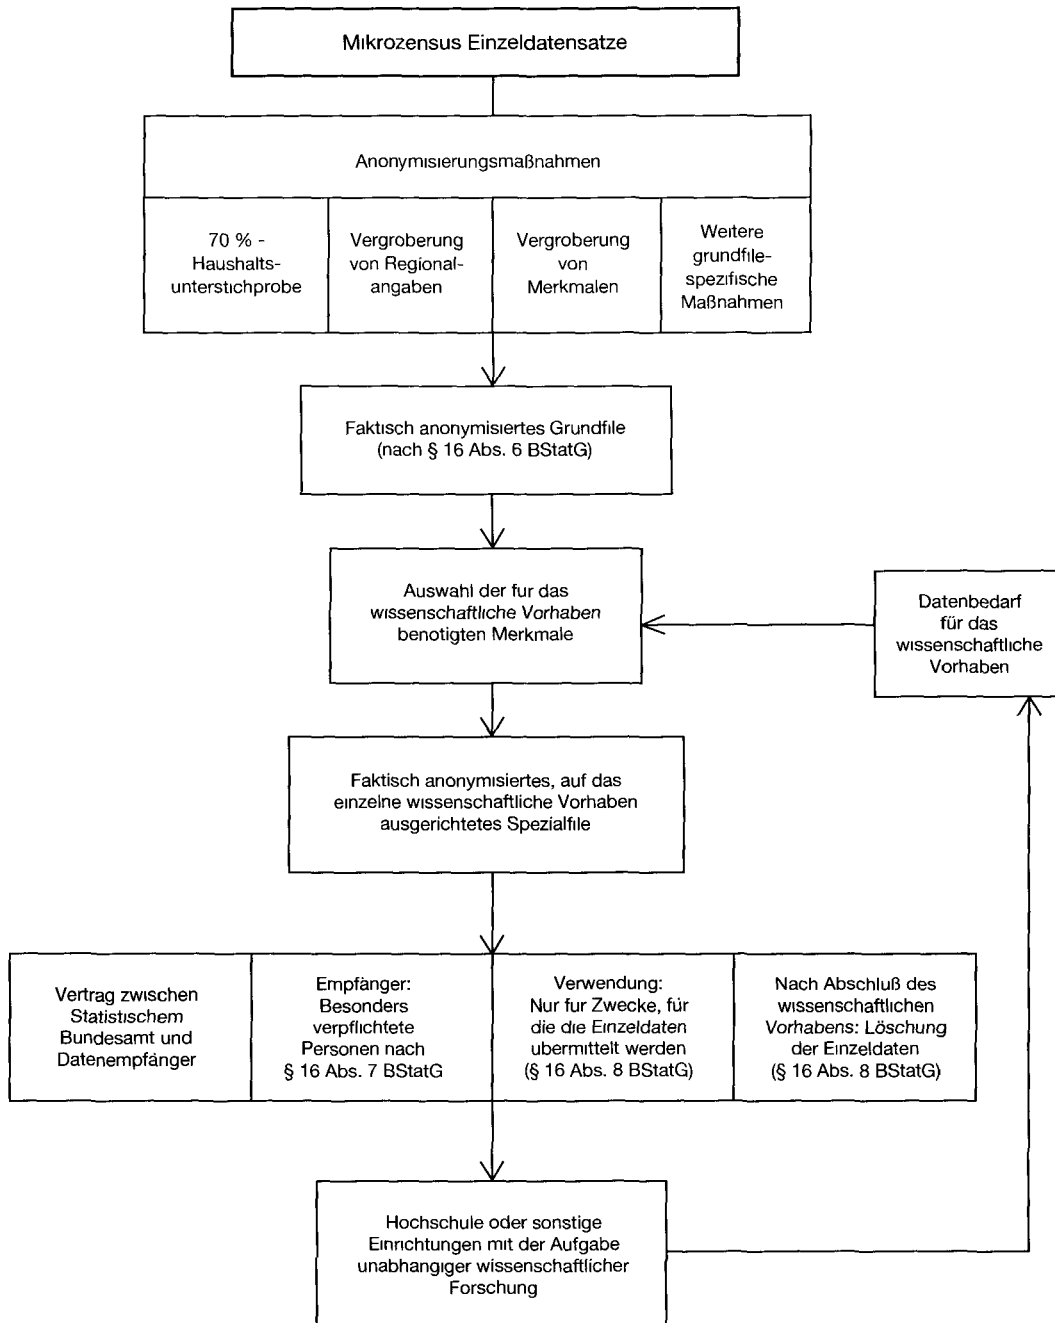 Mikrozensus Einzeldatensatze
Anonymisierungsmaßnahmen
70 % -
Haushalts-
unterstichprobe
Vergroberung
von Regional-
angaben
Vergroberung
von
Merkmalen
Weitere
grundfile-
spezifische
Maßnahmen
Faktisch anonymisiertes Grundfile
(nach § 16 Abs. 6 BStatG)
Auswahl der fur das
wissenschaftliche Vorhaben
benotigten Merkmale
Datenbedarf
für das
wissenschaftliche
Vorhaben
Faktisch anonymisiertes, auf das
einzelne wissenschaftliche Vorhaben
ausgerichtetes Spezialfile
Vertrag zwischen
Statistischem
Bundesamt und
Datenempfänger
Empfänger:
Besonders
verpflichtete
Personen nach
§ 16 Abs. 7 BStatG
Verwendung:
Nur fur Zwecke, für
die die Einzeldaten
ubermittelt werden
(§ 16 Abs. 8 BStatG)
Nach Abschluß des
wissenschaftlichen
Vorhabens: Löschung
der Einzeldaten
(§ 16 Abs. 8 BStatG)
Hochschule oder sonstige
Einrichtungen mit der Aufgabe
unabhangiger wissenschaftlicher
Forschung